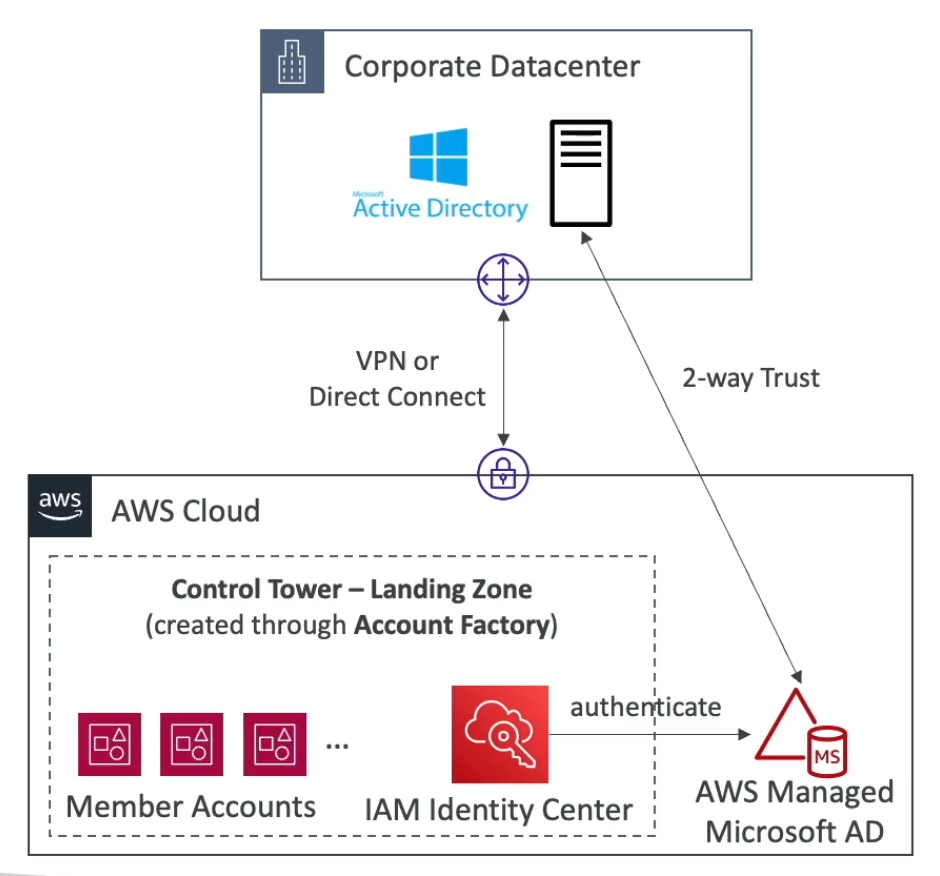 Corporate Datacenter
Microsoft
Active Directory
VPN or
Direct Connect
2-way Trust
aws
AWS Cloud
Control Tower – Landing Zone
(created through Account Factory)
...
authenticate
MS
Member Accounts
IAM Identity Center
AWS Managed
Microsoft AD